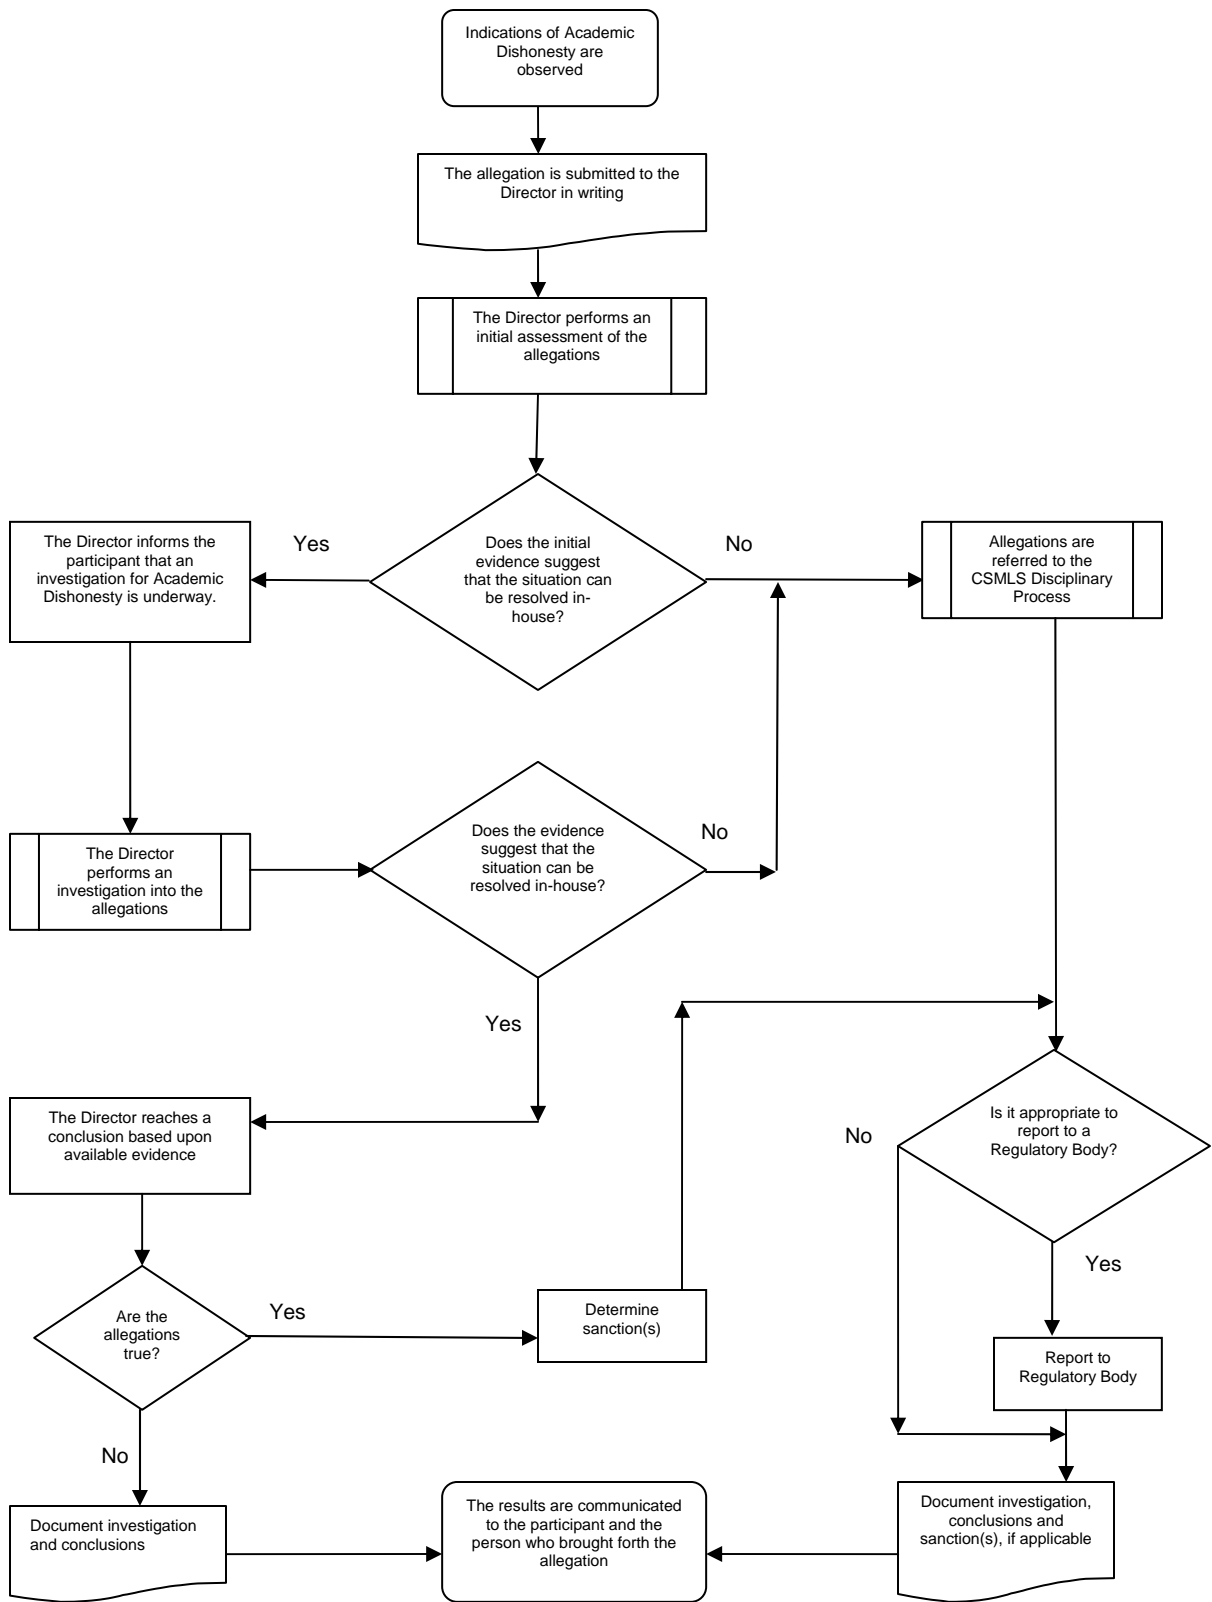 Indications of Academic
Dishonesty are
observed
The allegation is submitted to the
Director in writing
The Director performs an
initial assessment of the
allegations
The Director informs the
participant that an
investigation for Academic
Dishonesty is underway.
Yes
Does the initial
evidence suggest
that the situation can
be resolved in-
house?
No
Allegations are
referred to the
CSMLS Disciplinary
Process
The Director
performs an
investigation into the
allegations
Does the evidence
suggest that the
situation can be
resolved in-house?
No
Yes
The Director reaches a
conclusion based upon
available evidence
Is it appropriate to
report to a
Regulatory Body?
No
Yes
Are the
allegations
true?
Yes
Determine
sanction(s)
Report to
Regulatory Body
No
Document investigation
and conclusions
The results are communicated
to the participant and the
person who brought forth the
allegation
Document investigation,
conclusions and
sanction(s), if applicable